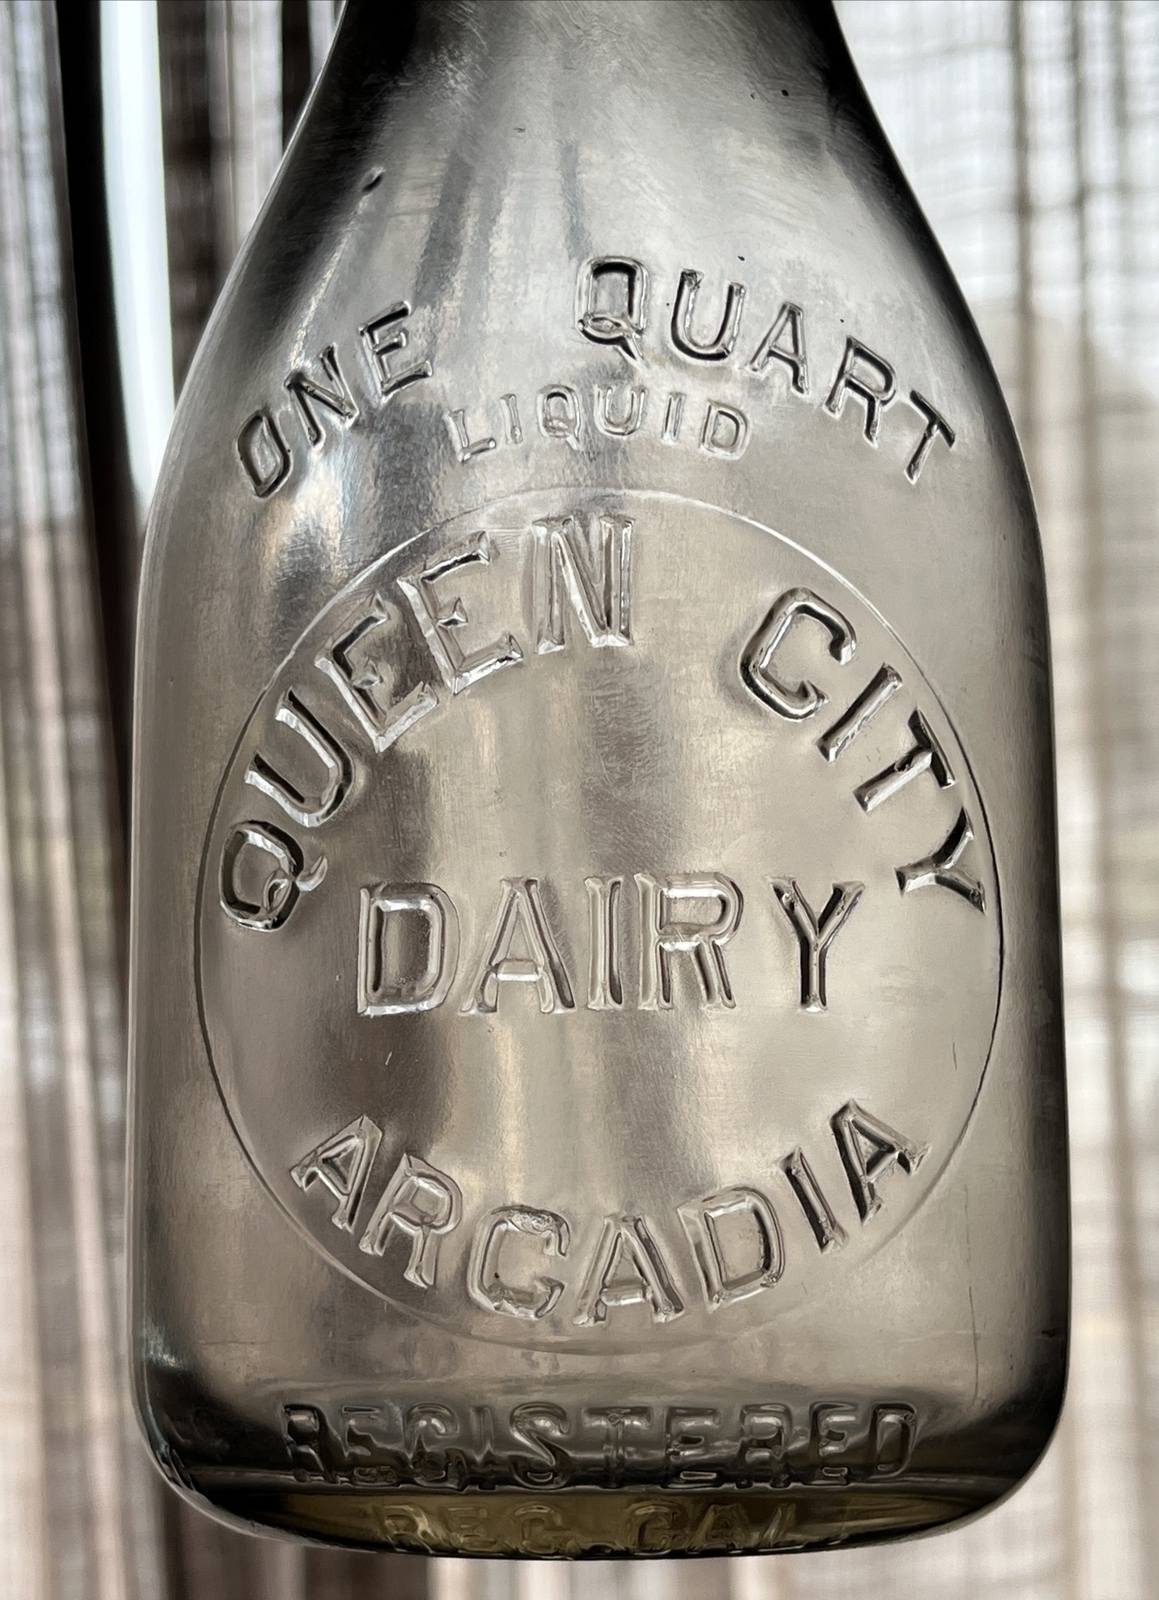 ONE QUART
LIQUID
QUEEN CITY
DAIRY
ARCADIA
REGISTERED
REG. CAL.